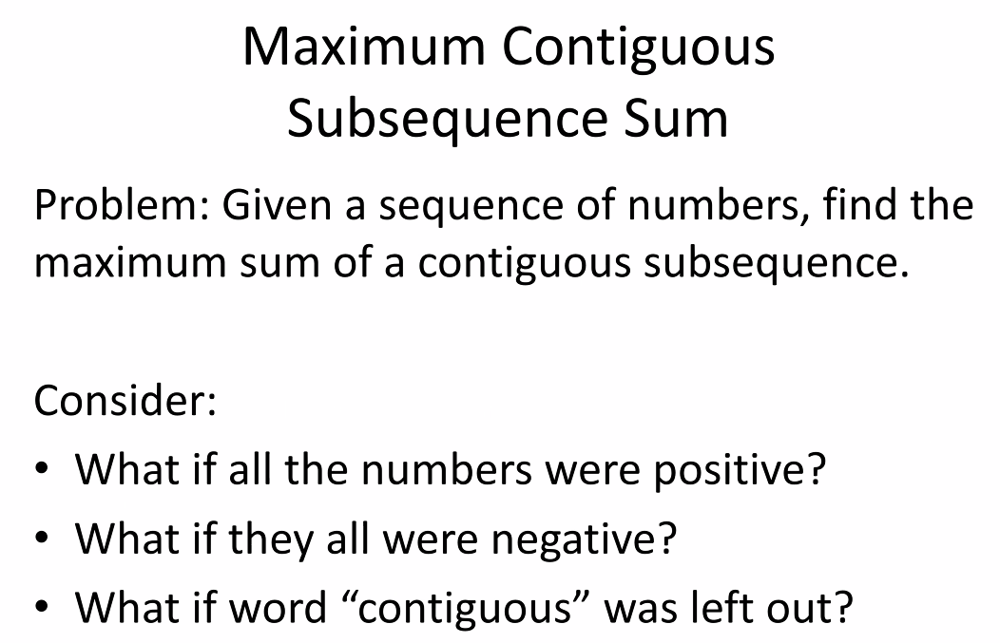 Maximum Contiguous
Subsequence Sum
Problem: Given a sequence of numbers, find the
maximum sum of a contiguous subsequence.
Consider:
• What if all the numbers were positive?
• What if they all were negative?
• What if word “contiguous” was left out?